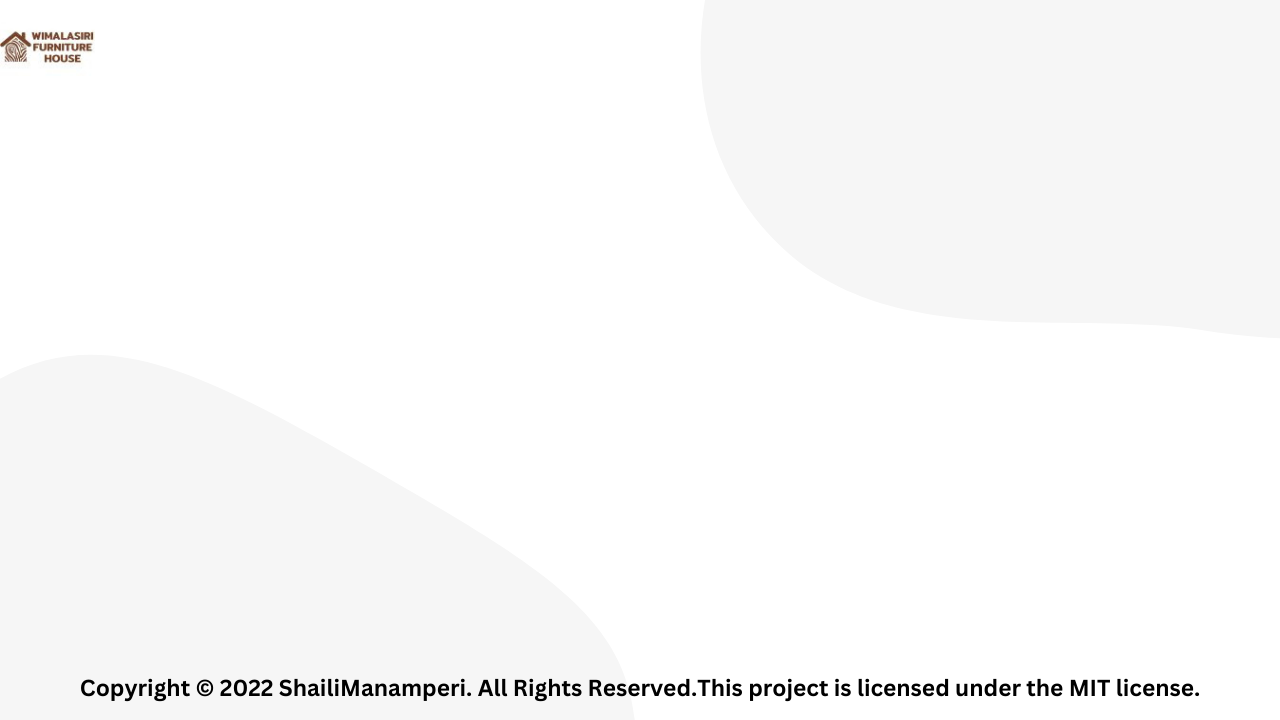 WIMALASIRI
FURNITURE
HOUSE
Copyright © 2022 ShailiManamperi. All Rights Reserved.This project is licensed under the MIT license.